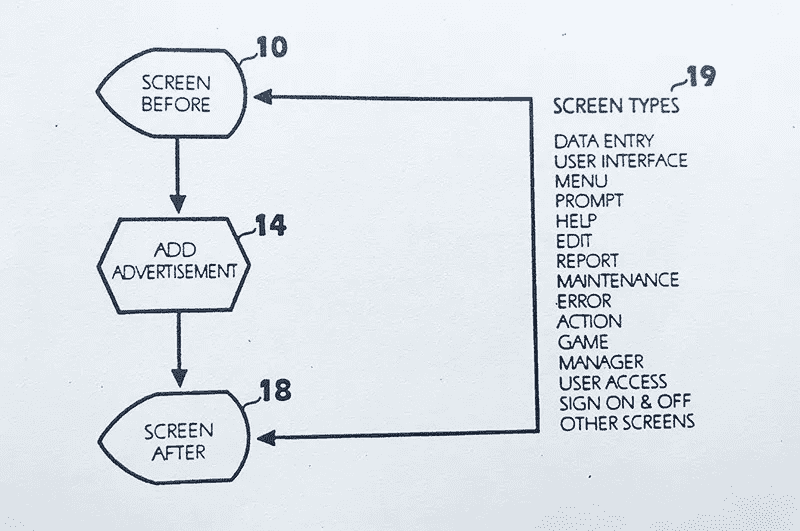 10
SCREEN
BEFORE
14
ADD
ADVERTISEMENT
18
SCREEN
AFTER
19
SCREEN TYPES
DATA ENTRY
USER INTERFACE
MENU
PROMPT
HELP
EDIT
REPORT
MAINTENANCE
ERROR
ACTION
GAME
MANAGER
USER ACCESS
SIGN ON & OFF
OTHER SCREENS